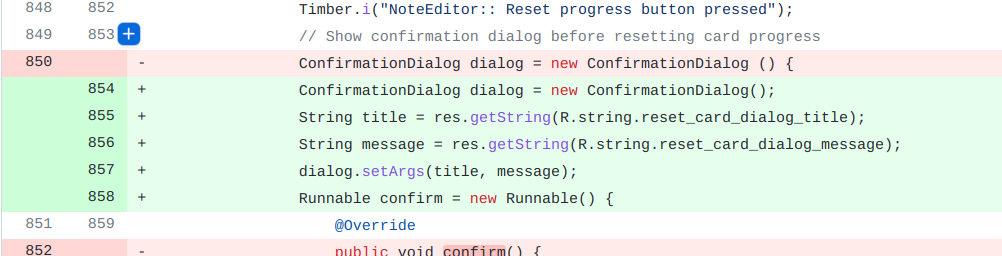 848 852 Timber.i("NoteEditor:: Reset progress button pressed");
849 853 + // Show confirmation dialog before resetting card progress
850 - ConfirmationDialog dialog = new ConfirmationDialog () {
854 + ConfirmationDialog dialog = new ConfirmationDialog();
855 + String title = res.getString(R.string.reset_card_dialog_title);
856 + String message = res.getString(R.string.reset_card_dialog_message);
857 + dialog.setArgs(title, message);
858 + Runnable confirm = new Runnable() {
851 859 @Override
852 - public void confirm() {